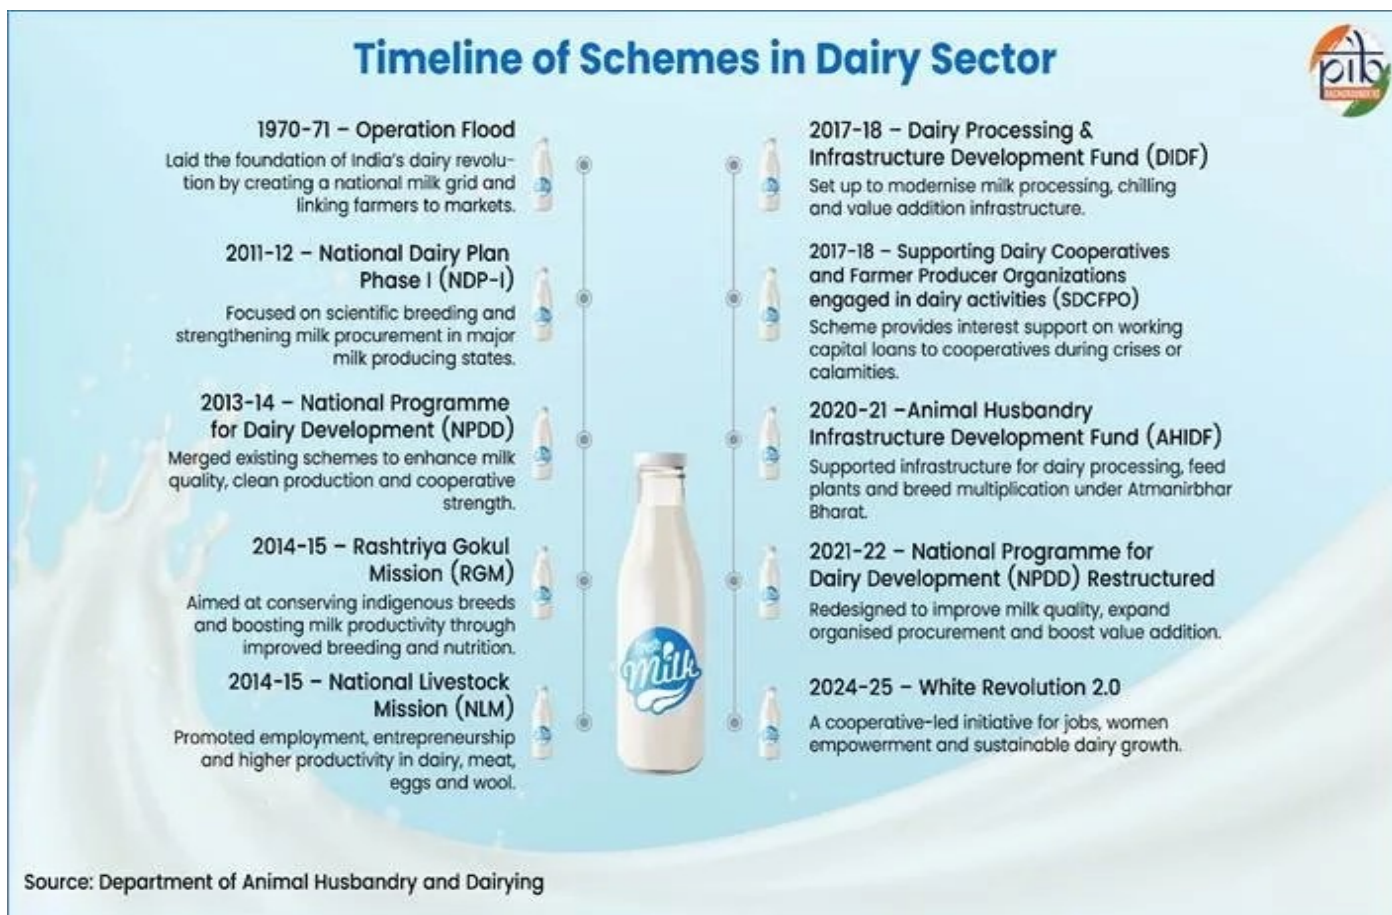 Timeline of Schemes in Dairy Sector
pib
BACKGROUNDERS
1970-71 – Operation Flood
Laid the foundation of India's dairy revolu-
tion by creating a national milk grid and
linking farmers to markets.
2011-12 – National Dairy Plan
Phase I (NDP-I)
Focused on scientific breeding and
strengthening milk procurement in major
milk producing states.
2013-14 – National Programme
for Dairy Development (NPDD)
Merged existing schemes to enhance milk
quality, clean production and cooperative
strength.
2014-15 – Rashtriya Gokul
Mission (RGM)
Aimed at conserving indigenous breeds
and boosting milk productivity through
improved breeding and nutrition.
2014-15 – National Livestock
Mission (NLM)
Promoted employment, entrepreneurship
and higher productivity in dairy, meat,
eggs and wool.
fresh
Milk
2017-18 – Dairy Processing &
Infrastructure Development Fund (DIDF)
Set up to modernise milk processing, chilling
and value addition infrastructure.
2017-18 – Supporting Dairy Cooperatives
and Farmer Producer Organizations
engaged in dairy activities (SDCFPO)
Scheme provides interest support on working
capital loans to cooperatives during crises or
calamities.
2020-21 –Animal Husbandry
Infrastructure Development Fund (AHIDF)
Supported infrastructure for dairy processing, feed
plants and breed multiplication under Atmanirbhar
Bharat.
2021-22 – National Programme for
Dairy Development (NPDD) Restructured
Redesigned to improve milk quality, expand
organised procurement and boost value addition.
2024-25 – White Revolution 2.0
A cooperative-led initiative for jobs, women
empowerment and sustainable dairy growth.
Source: Department of Animal Husbandry and Dairying